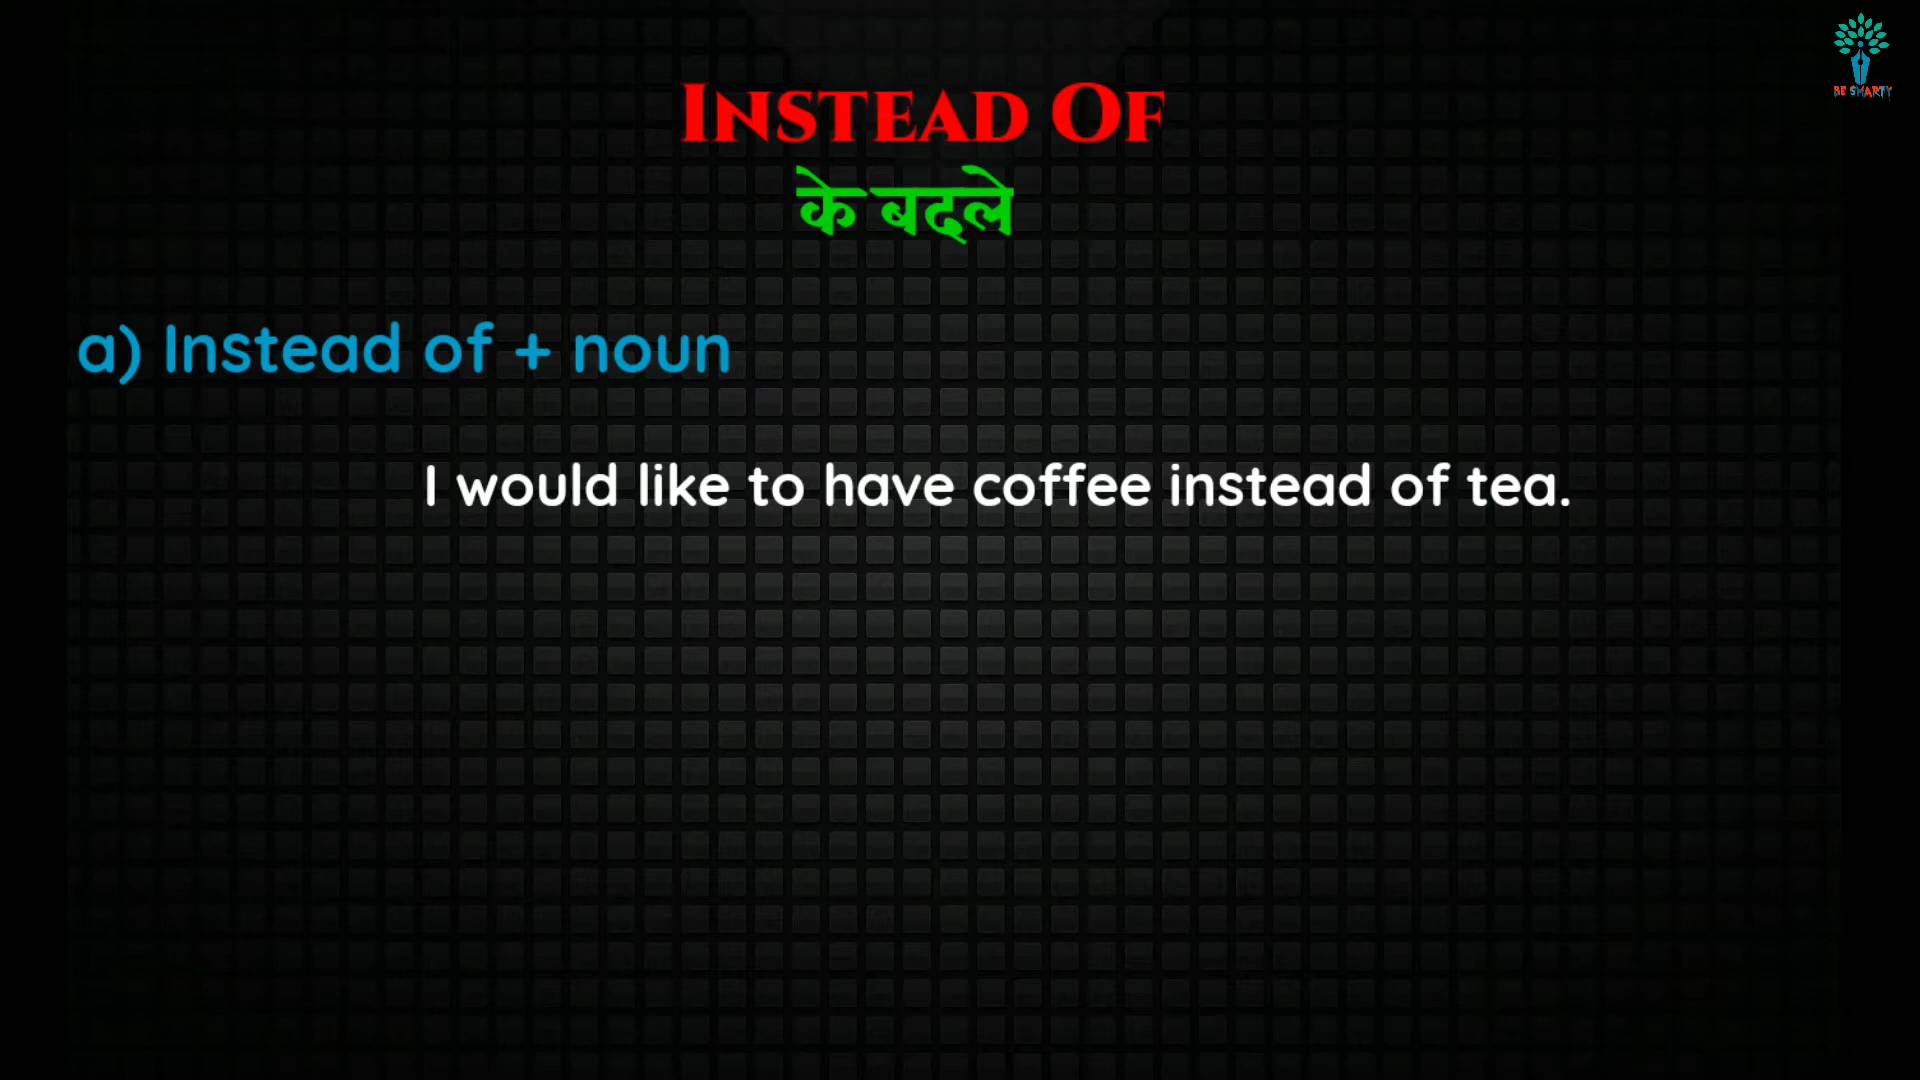 BE SMARTY
INSTEAD OF
के बदले
a) Instead of + noun
I would like to have coffee instead of tea.